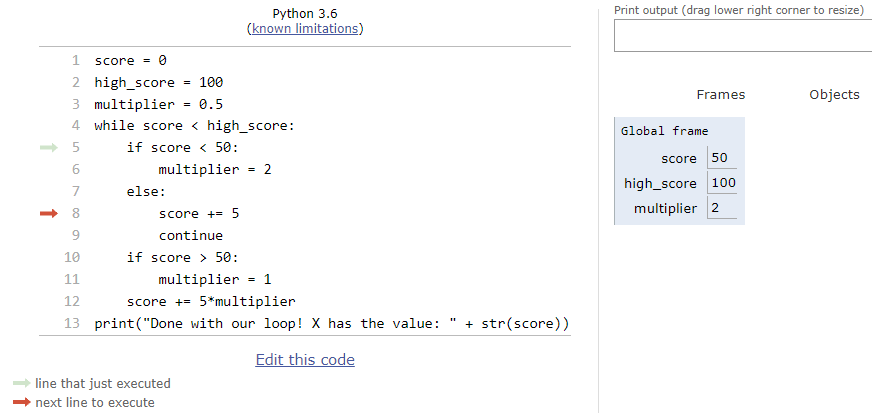 Python 3.6
(known limitations)
1 score = 0
2 high_score = 100
3 multiplier = 0.5
4 while score < high_score:
5     if score < 50:
6         multiplier = 2
7     else:
8         score += 5
9         continue
10     if score > 50:
11         multiplier = 1
12     score += 5*multiplier
13 print("Done with our loop! X has the value: " + str(score))
Edit this code
line that just executed
next line to execute
Print output (drag lower right corner to resize)
Frames Objects
Global frame
score 50
high_score 100
multiplier 2